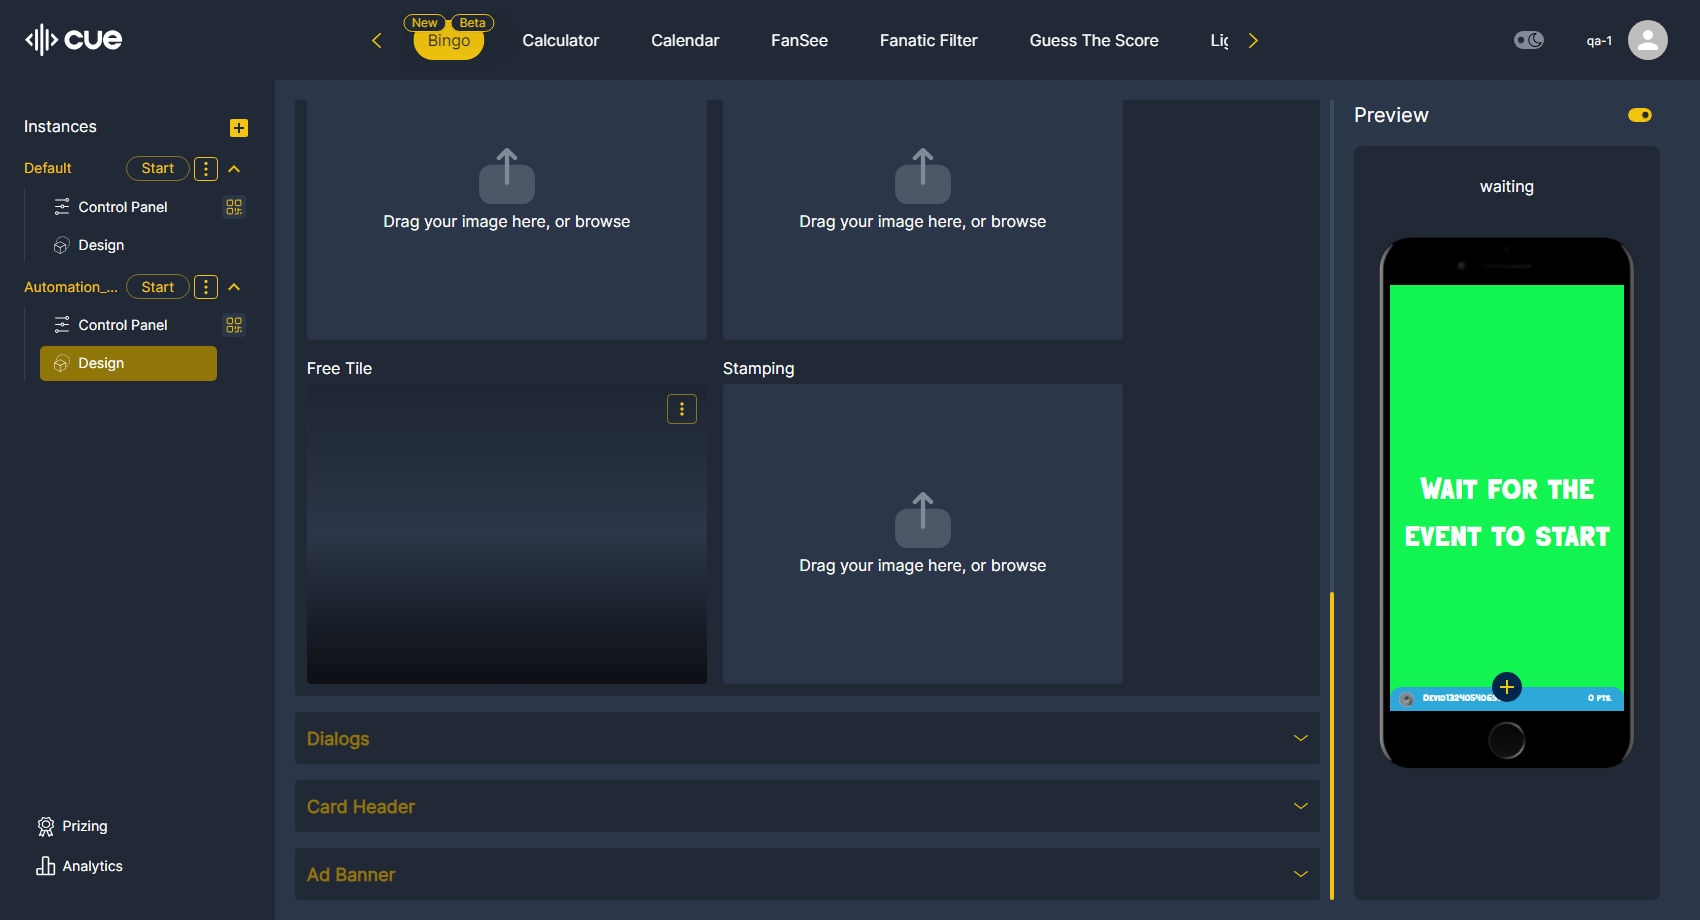 cue
New
Beta
Bingo
Calculator
Calendar
FanSee
Fanatic Filter
Guess The Score
qa-1
Instances
Default
Start
Control Panel
Design
Automation_...
Start
Control Panel
Design
Prizing
Analytics
Drag your image here, or browse
Drag your image here, or browse
Free Tile
Stamping
Drag your image here, or browse
Dialogs
Card Header
Ad Banner
Preview
waiting
Wait for the
event to start
0 pts.